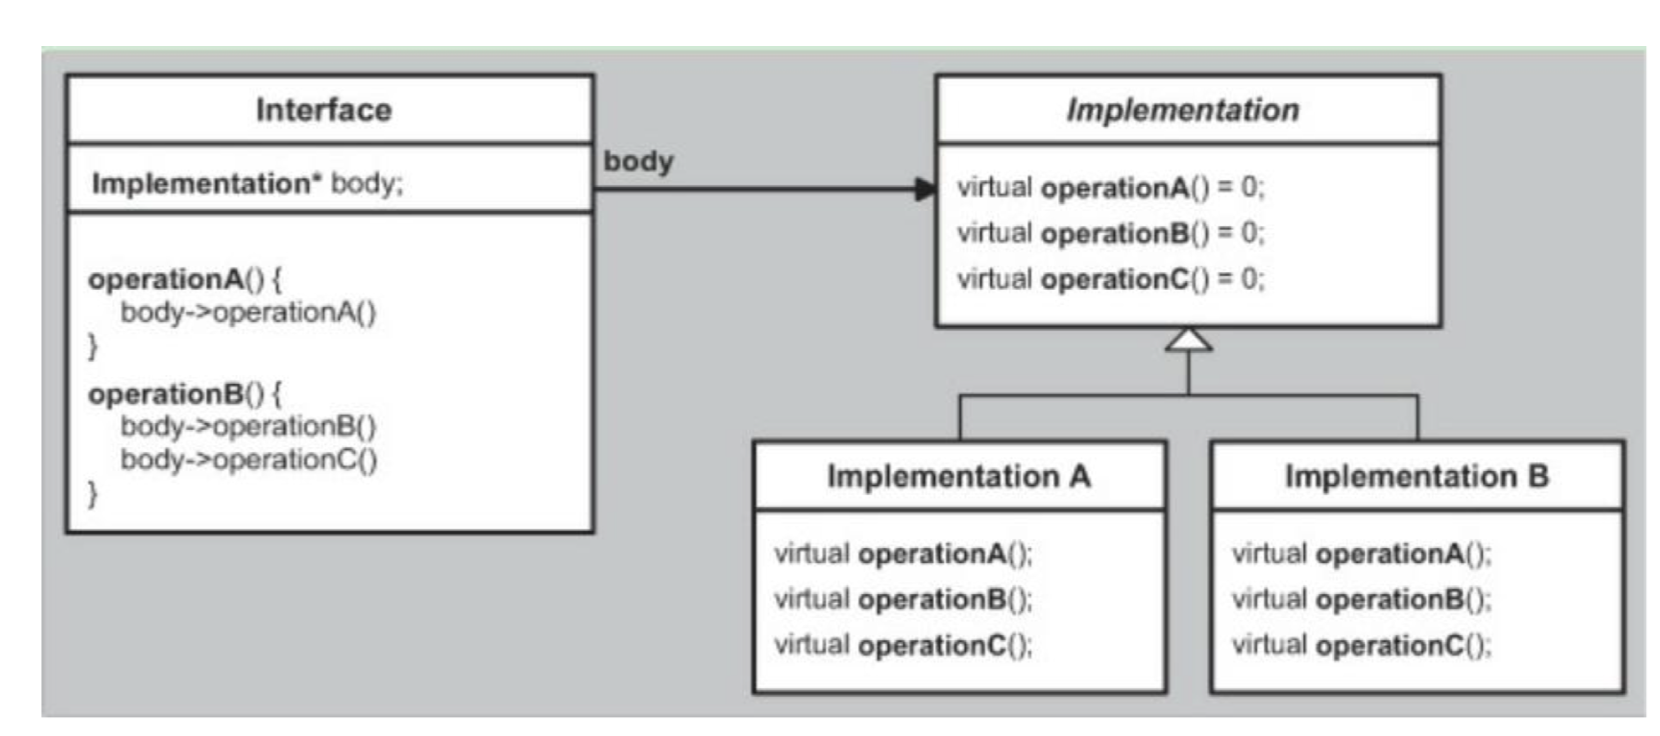 Interface
Implementation* body;
operationA() {
body->operationA()
}
operationB() {
body->operationB()
body->operationC()
}
body
Implementation
virtual operationA() = 0;
virtual operationB() = 0;
virtual operationC() = 0;
Implementation A
virtual operationA();
virtual operationB();
virtual operationC();
Implementation B
virtual operationA();
virtual operationB();
virtual operationC();